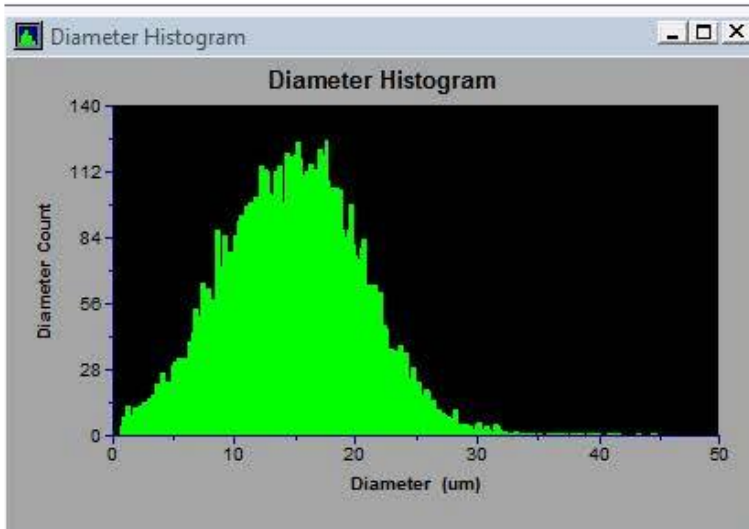 Diameter Histogram
Diameter Histogram
140
112
84
56
28
0
Diameter Count
0 10 20 30 40 50
Diameter (um)